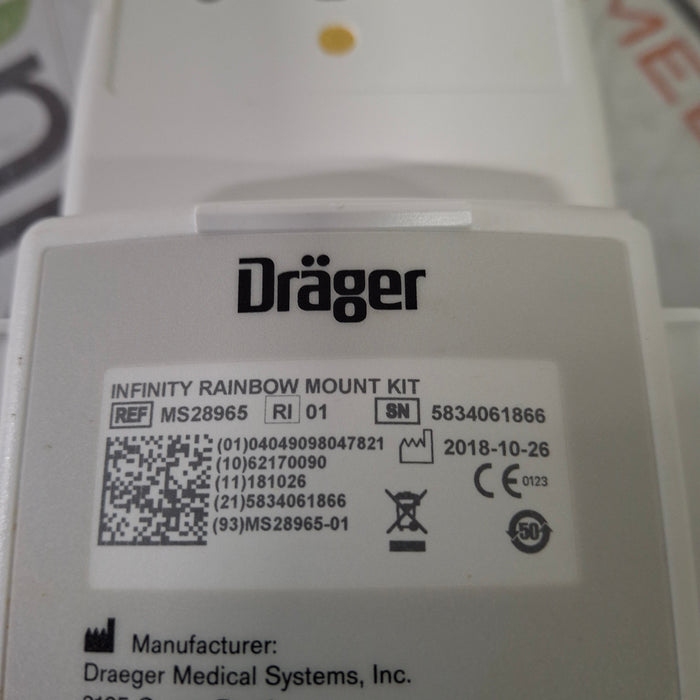 Dräger
INFINITY RAINBOW MOUNT KIT
REF MS28965 RI 01 SN 5834061866
(01)04049098047821
2018-10-26
(10)62170090
(11)181026
CE 0123
(21)5834061866
50
(93)MS28965-01
Manufacturer:
Draeger Medical Systems, Inc.